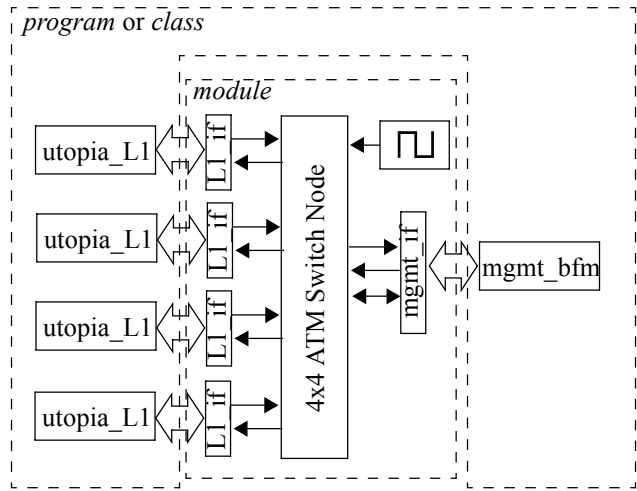 program or class
module
utopia_L1
L1_if
utopia_L1
L1_if
utopia_L1
L1_if
utopia_L1
L1_if
4x4 ATM Switch Node
mgmt_if
mgmt_bfm